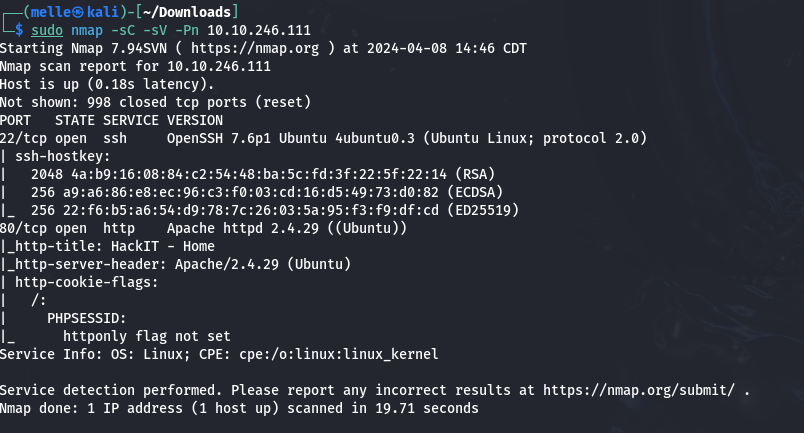 ┌──(melle㉿kali)-[~/Downloads]
└─$ sudo nmap -sC -sV -Pn 10.10.246.111
Starting Nmap 7.94SVN ( https://nmap.org ) at 2024-04-08 14:46 CDT
Nmap scan report for 10.10.246.111
Host is up (0.18s latency).
Not shown: 998 closed tcp ports (reset)
PORT   STATE SERVICE VERSION
22/tcp open  ssh     OpenSSH 7.6p1 Ubuntu 4ubuntu0.3 (Ubuntu Linux; protocol 2.0)
| ssh-hostkey:
|   2048 4a:b9:16:08:84:c2:54:48:ba:5c:fd:3f:22:5f:22:14 (RSA)
|   256 a9:a6:86:e8:ec:96:c3:f0:03:cd:16:d5:49:73:d0:82 (ECDSA)
|_  256 22:f6:b5:a6:54:d9:78:7c:26:03:5a:95:f3:f9:df:cd (ED25519)
80/tcp open  http    Apache httpd 2.4.29 ((Ubuntu))
|_http-title: HackIT - Home
|_http-server-header: Apache/2.4.29 (Ubuntu)
| http-cookie-flags:
|   /:
|     PHPSESSID:
|_      httponly flag not set
Service Info: OS: Linux; CPE: cpe:/o:linux:linux_kernel
Service detection performed. Please report any incorrect results at https://nmap.org/submit/ .
Nmap done: 1 IP address (1 host up) scanned in 19.71 seconds